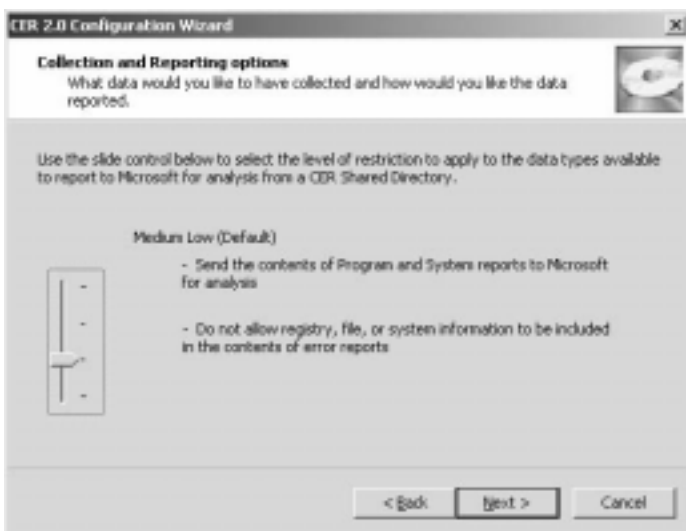 CER 2.0 Configuration Wizard
Collection and Reporting options
What data would you like to have collected and how would you like the data
reported.
Use the slide control below to select the level of restriction to apply to the data types available
to report to Microsoft for analysis from a CER Shared Directory.
Medium Low (Default)
- Send the contents of Program and System reports to Microsoft
for analysis
- Do not allow registry, file, or system information to be included
in the contents of error reports
< Back
Next >
Cancel